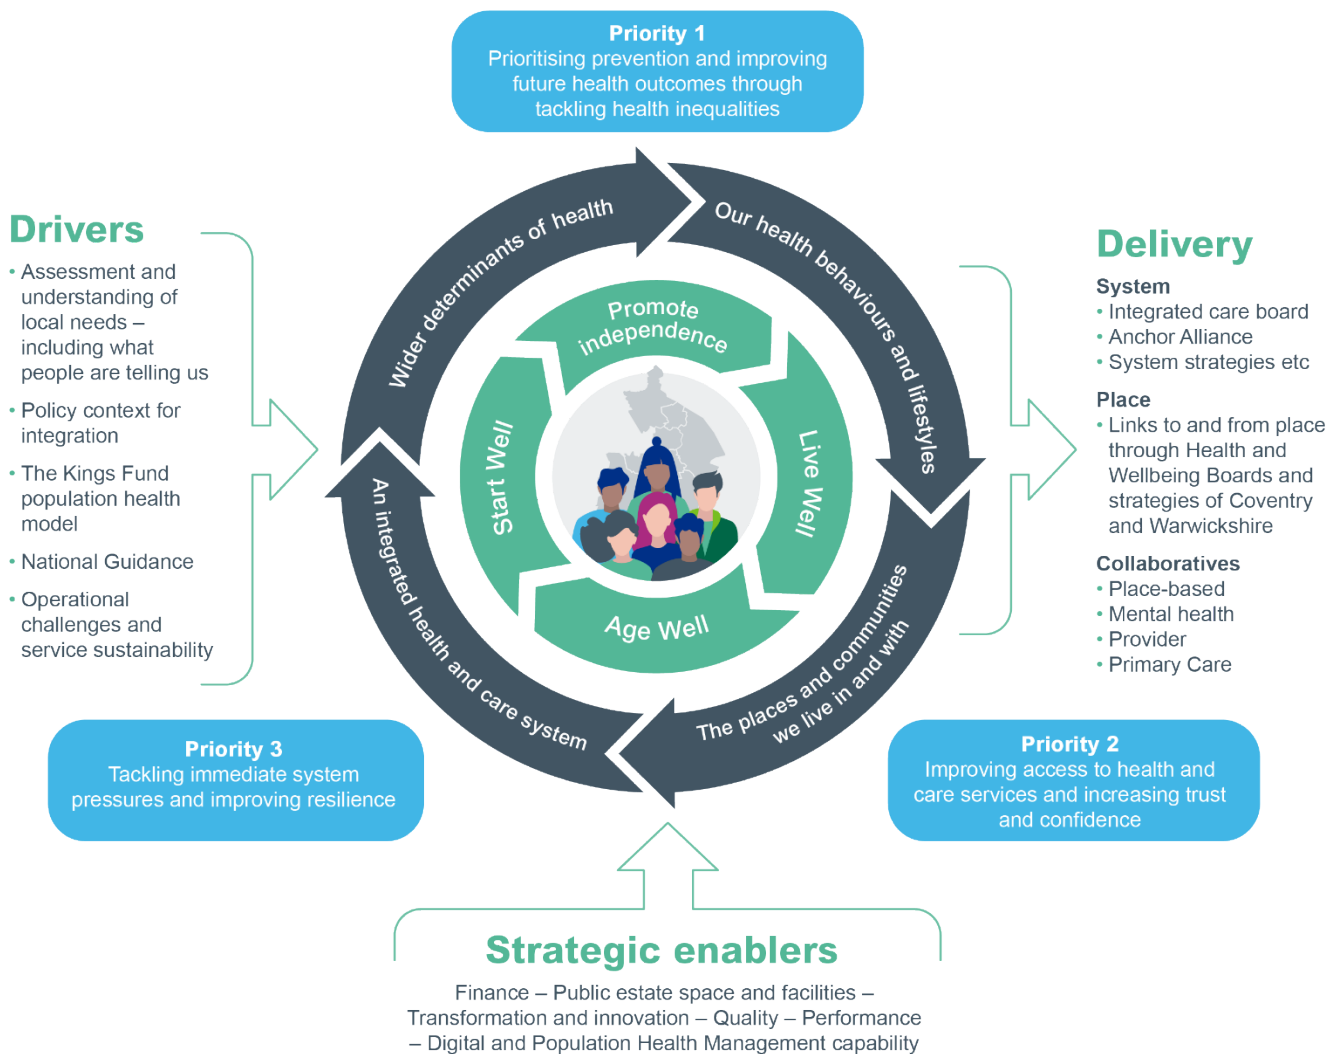 Priority 1
Prioritising prevention and improving
future health outcomes through
tackling health inequalities
Drivers
• Assessment and
understanding of
local needs –
including what
people are telling us
• Policy context for
integration
• The Kings Fund
population health
model
• National Guidance
• Operational
challenges and
service sustainability
Wider determinants of health
Our health behaviours and lifestyles
The places and communities
we live in and with
An integrated health and care system
Promote
independence
Live Well
Age Well
Start Well
Delivery
System
• Integrated care board
• Anchor Alliance
• System strategies etc
Place
• Links to and from place
through Health and
Wellbeing Boards and
strategies of Coventry
and Warwickshire
Collaboratives
• Place-based
• Mental health
• Provider
• Primary Care
Priority 3
Tackling immediate system
pressures and improving resilience
Priority 2
Improving access to health and
care services and increasing trust
and confidence
Strategic enablers
Finance – Public estate space and facilities –
Transformation and innovation – Quality – Performance
– Digital and Population Health Management capability